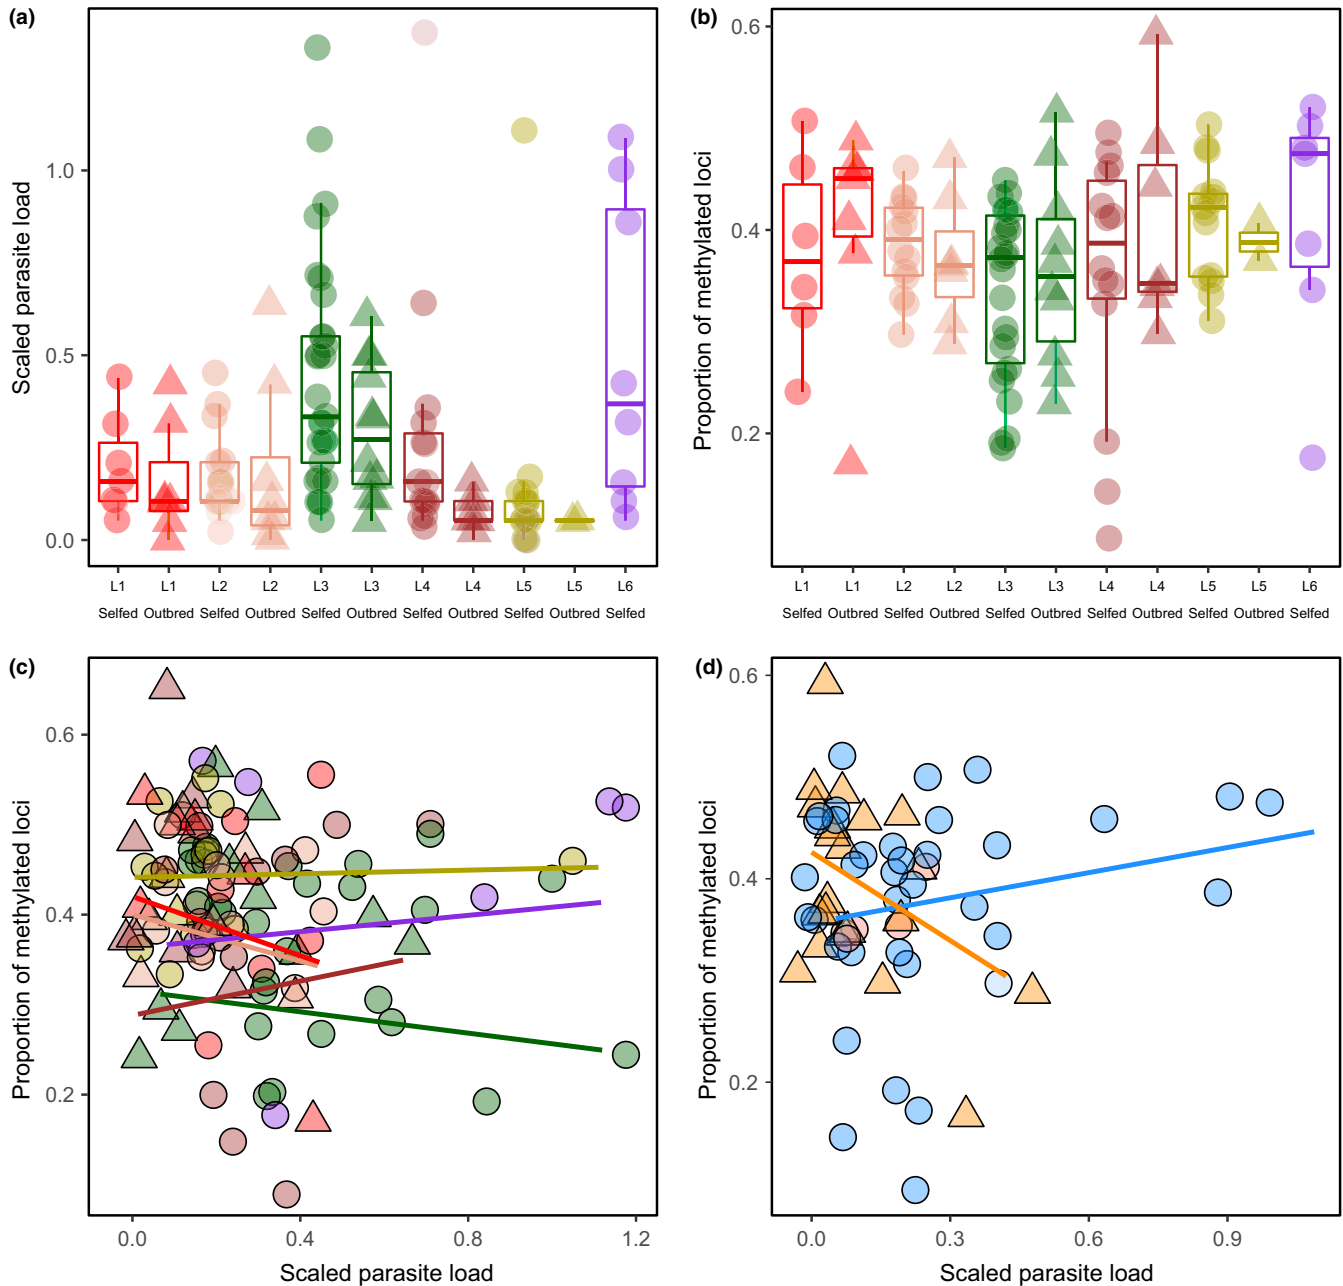 (a)
Scaled parasite load
1.0
0.5
0.0
L1 L1 L2 L2 L3 L3 L4 L4 L5 L5 L6
Selfed Outbred Selfed Outbred Selfed Outbred Selfed Outbred Selfed Outbred Selfed
(b)
Proportion of methylated loci
0.6
0.4
0.2
L1 L1 L2 L2 L3 L3 L4 L4 L5 L5 L6
Selfed Outbred Selfed Outbred Selfed Outbred Selfed Outbred Selfed Outbred Selfed
(c)
Proportion of methylated loci
0.6
0.4
0.2
0.0 0.4 0.8 1.2
Scaled parasite load
(d)
Proportion of methylated loci
0.6
0.4
0.2
0.0 0.3 0.6 0.9
Scaled parasite load